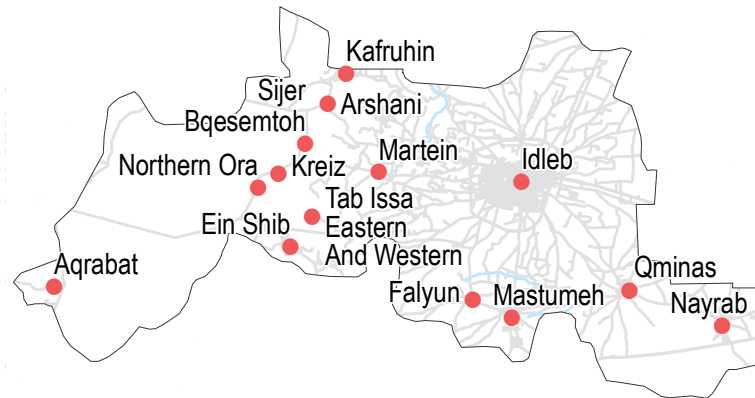 Kafruhin
Sijer
Arshani
Bqesemtoh
Martein
Idleb
Northern Ora
Kreiz
Tab Issa
Eastern
And Western
Ein Shib
Aqrabat
Qminas
Falyun
Mastumeh
Nayrab